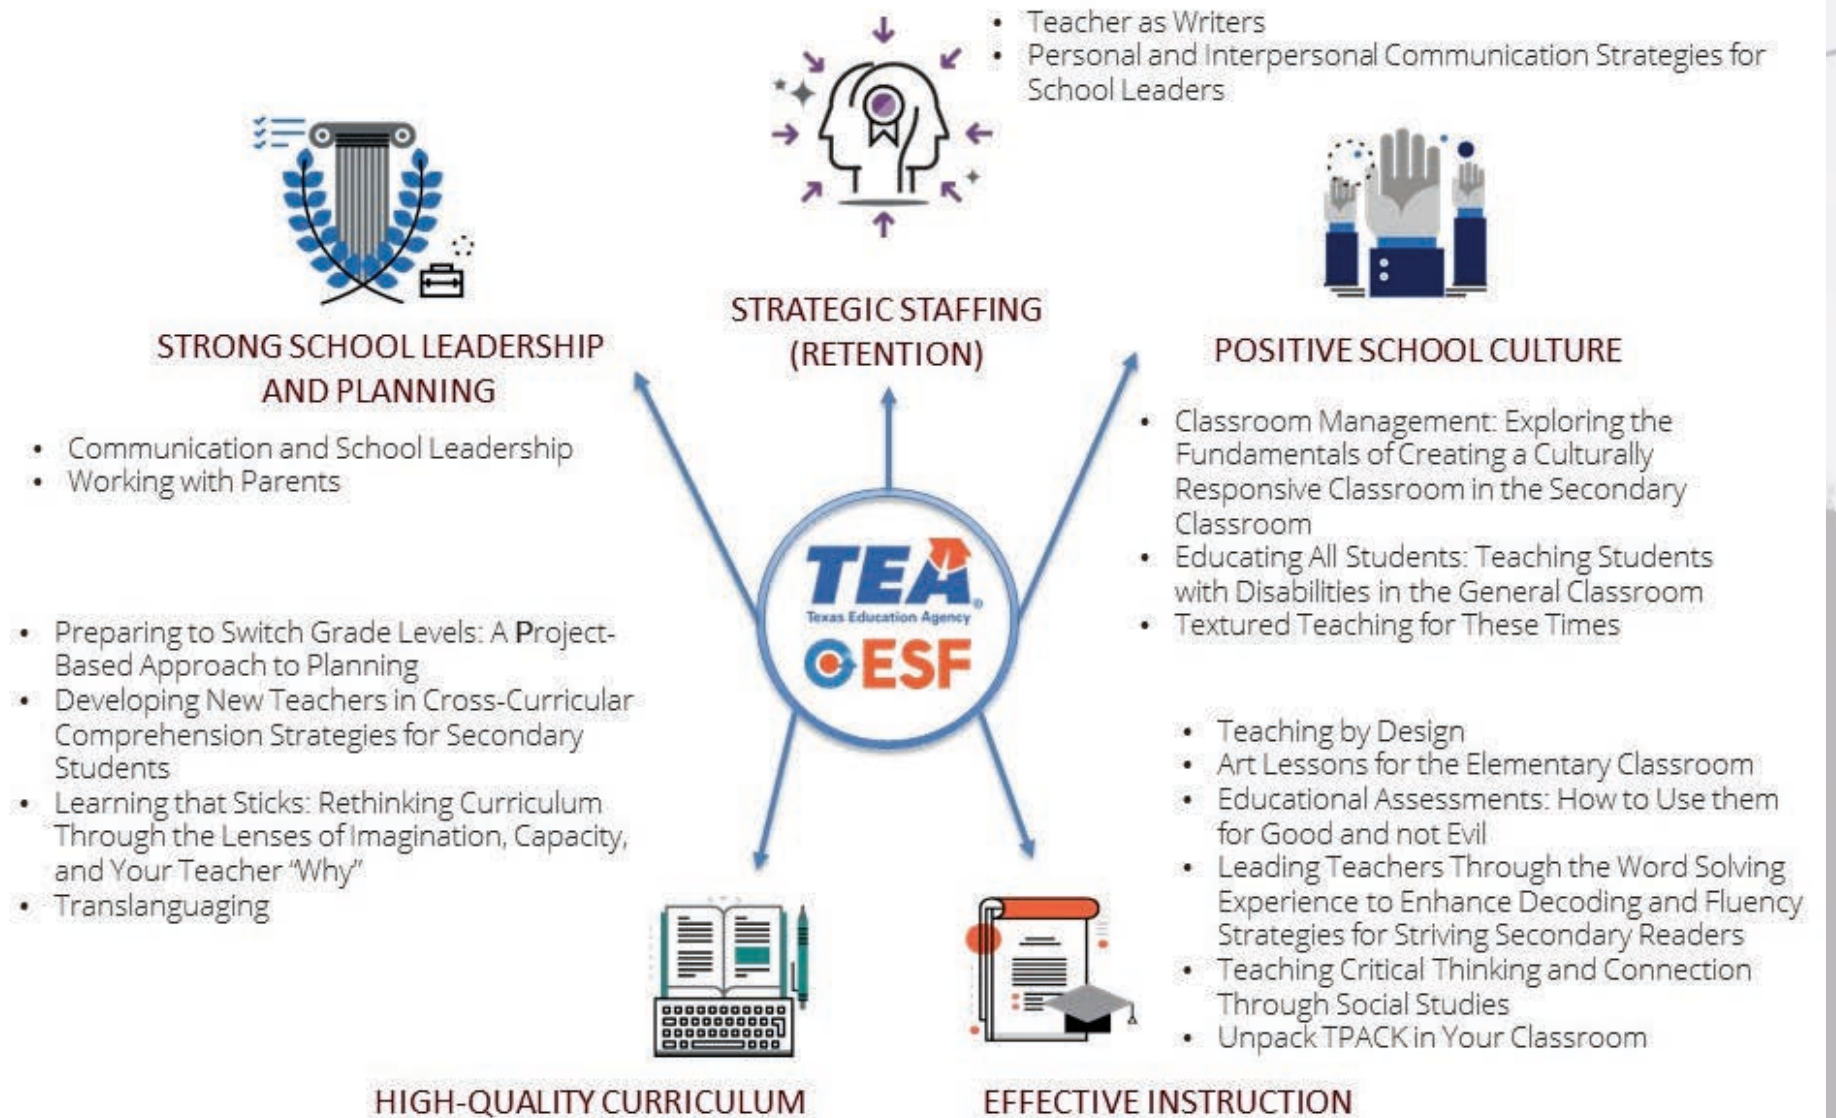 • Teacher as Writers
• Personal and Interpersonal Communication Strategies for
School Leaders
STRATEGIC STAFFING
(RETENTION)
STRONG SCHOOL LEADERSHIP
AND PLANNING
• Communication and School Leadership
• Working with Parents
POSITIVE SCHOOL CULTURE
• Classroom Management: Exploring the
Fundamentals of Creating a Culturally
Responsive Classroom in the Secondary
Classroom
• Educating All Students: Teaching Students
with Disabilities in the General Classroom
• Textured Teaching for These Times
TEA®
Texas Education Agency
ESF
• Preparing to Switch Grade Levels: A Project-
Based Approach to Planning
• Developing New Teachers in Cross-Curricular
Comprehension Strategies for Secondary
Students
• Learning that Sticks: Rethinking Curriculum
Through the Lenses of Imagination, Capacity,
and Your Teacher “Why”
• Translanguaging
HIGH-QUALITY CURRICULUM
• Teaching by Design
• Art Lessons for the Elementary Classroom
• Educational Assessments: How to Use them
for Good and not Evil
• Leading Teachers Through the Word Solving
Experience to Enhance Decoding and Fluency
Strategies for Striving Secondary Readers
• Teaching Critical Thinking and Connection
Through Social Studies
• Unpack TPACK in Your Classroom
EFFECTIVE INSTRUCTION